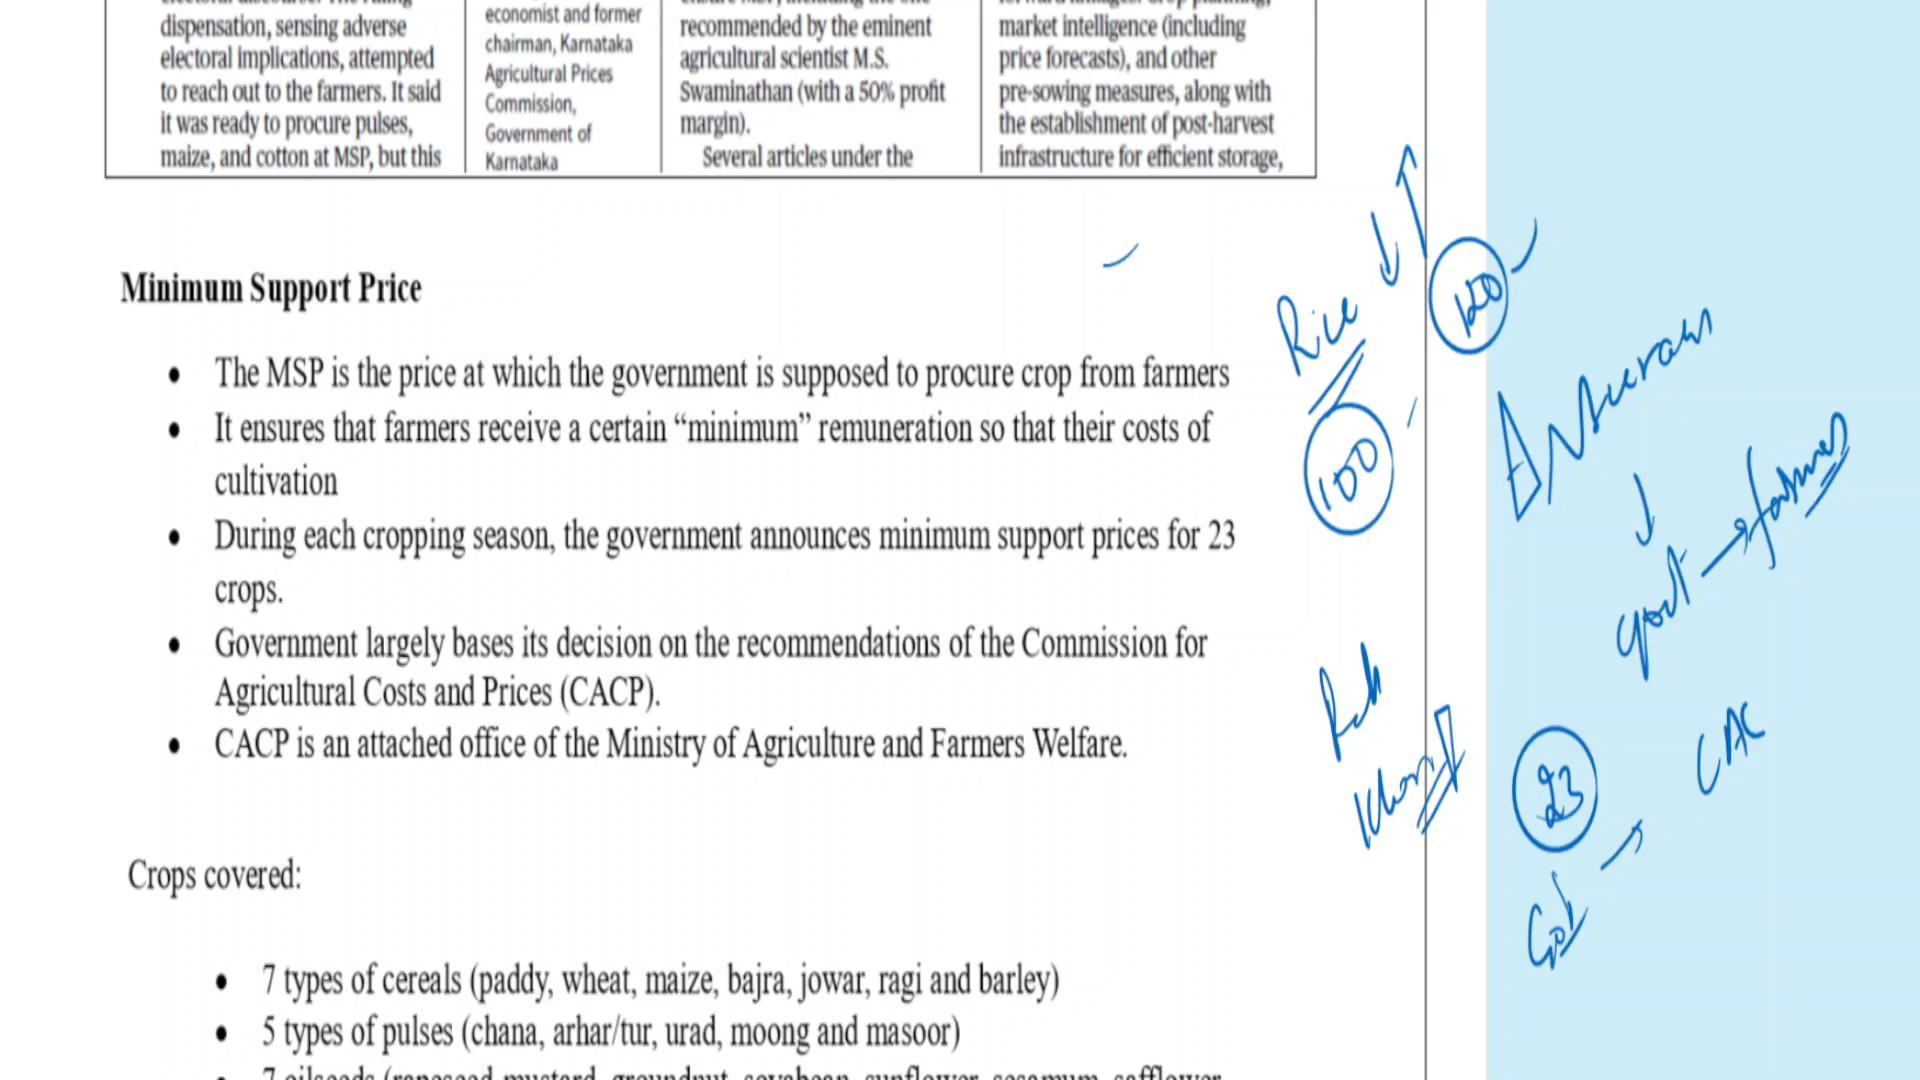 dispensation, sensing adverse
electoral implications, attempted
to reach out to the farmers. It said
it was ready to procure pulses,
maize, and cotton at MSP, but this
economist and former
chairman, Karnataka
Agricultural Prices
Commission,
Government of
Karnataka
recommended by the eminent
agricultural scientist M.S.
Swaminathan (with a 50% profit
margin).
Several articles under the
market intelligence (including
price forecasts), and other
pre-sowing measures, along with
the establishment of post-harvest
infrastructure for efficient storage,
Minimum Support Price
• The MSP is the price at which the government is supposed to procure crop from farmers
• It ensures that farmers receive a certain “minimum” remuneration so that their costs of
cultivation
• During each cropping season, the government announces minimum support prices for 23
crops.
• Government largely bases its decision on the recommendations of the Commission for
Agricultural Costs and Prices (CACP).
• CACP is an attached office of the Ministry of Agriculture and Farmers Welfare.
Crops covered:
• 7 types of cereals (paddy, wheat, maize, bajra, jowar, ragi and barley)
• 5 types of pulses (chana, arhar/tur, urad, moong and masoor)
• 7 oilseeds (rapeseed-mustard, groundnut, soyabean, sunflower, sesamum, safflower,
Rice
100
govt → farmer
Kharif
23
CAC